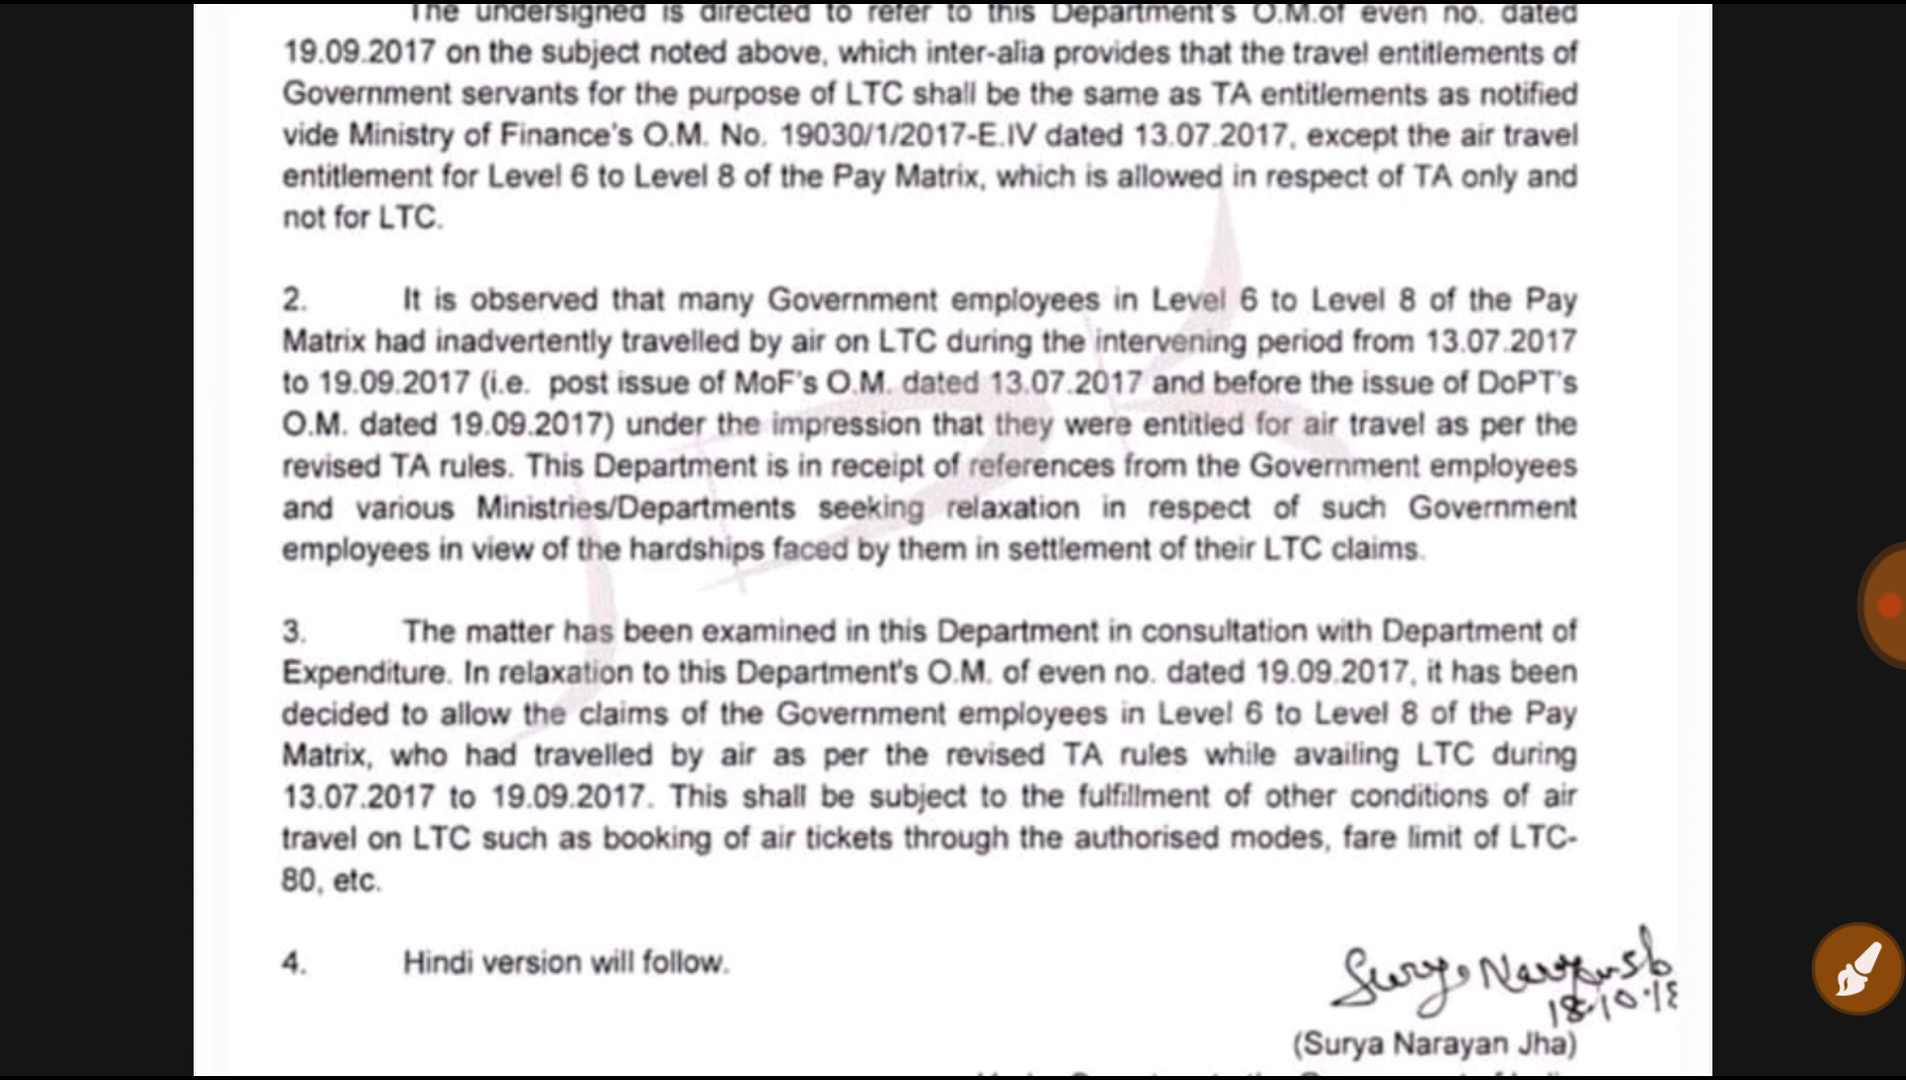 The undersigned is directed to refer to this Department's O.M.of even no. dated
19.09.2017 on the subject noted above, which inter-alia provides that the travel entitlements of
Government servants for the purpose of LTC shall be the same as TA entitlements as notified
vide Ministry of Finance's O.M. No. 19030/1/2017-E.IV dated 13.07.2017, except the air travel
entitlement for Level 6 to Level 8 of the Pay Matrix, which is allowed in respect of TA only and
not for LTC.
2. It is observed that many Government employees in Level 6 to Level 8 of the Pay
Matrix had inadvertently travelled by air on LTC during the intervening period from 13.07.2017
to 19.09.2017 (i.e. post issue of MoF's O.M. dated 13.07.2017 and before the issue of DoPT's
O.M. dated 19.09.2017) under the impression that they were entitled for air travel as per the
revised TA rules. This Department is in receipt of references from the Government employees
and various Ministries/Departments seeking relaxation in respect of such Government
employees in view of the hardships faced by them in settlement of their LTC claims.
3. The matter has been examined in this Department in consultation with Department of
Expenditure. In relaxation to this Department's O.M. of even no. dated 19.09.2017, it has been
decided to allow the claims of the Government employees in Level 6 to Level 8 of the Pay
Matrix, who had travelled by air as per the revised TA rules while availing LTC during
13.07.2017 to 19.09.2017. This shall be subject to the fulfillment of other conditions of air
travel on LTC such as booking of air tickets through the authorised modes, fare limit of LTC-
80, etc.
4. Hindi version will follow.
18.10.18
(Surya Narayan Jha)